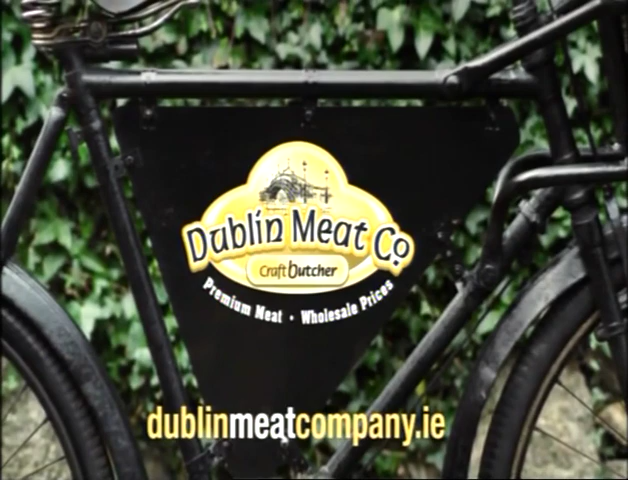 Dublin Meat Co
Craft Butcher
Premium Meat • Wholesale Prices
dublinmeatcompany.ie